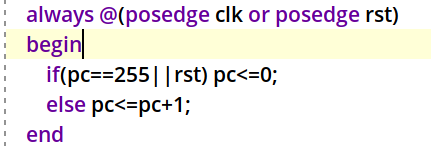 always @(posedge clk or posedge rst)
begin
if(pc==255||rst) pc<=0;
else pc<=pc+1;
end